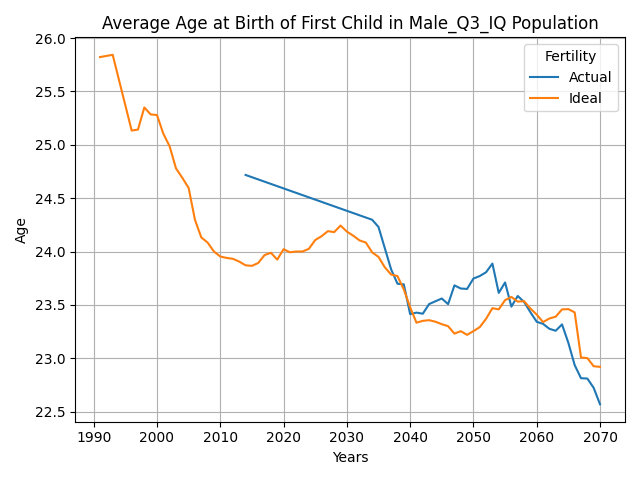 Average Age at Birth of First Child in Male_Q3_IQ Population
Fertility
Actual
Ideal
26.0
25.5
25.0
24.5
24.0
23.5
23.0
22.5
Age
1990 2000 2010 2020 2030 2040 2050 2060 2070
Years